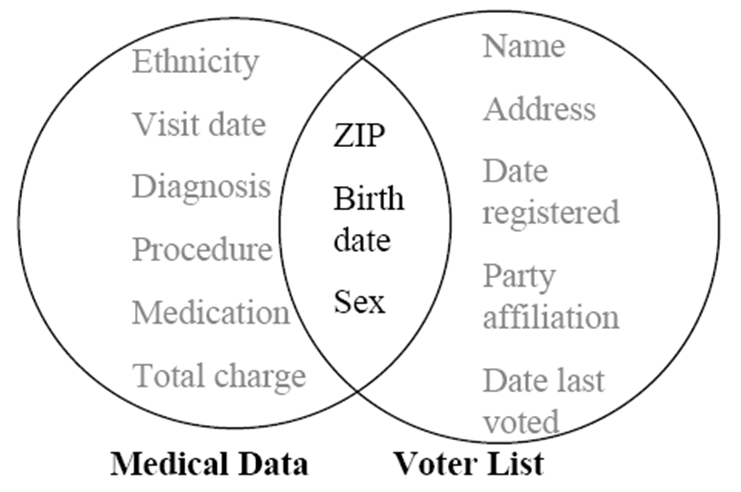 Ethnicity
Visit date
Diagnosis
Procedure
Medication
Total charge
ZIP
Birth
date
Sex
Name
Address
Date
registered
Party
affiliation
Date last
voted
Medical Data
Voter List